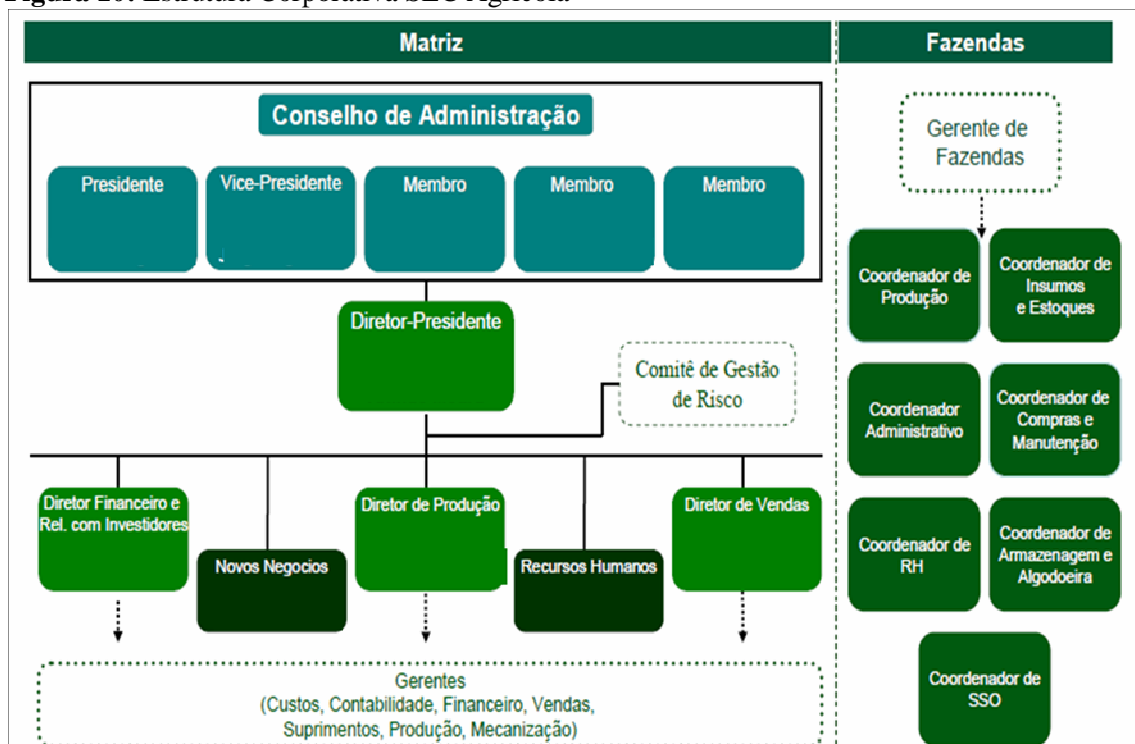 Matriz
Conselho de Administração
Presidente
Vice-Presidente
Membro
Membro
Membro
Diretor-Presidente
Comitê de Gestão
de Risco
Diretor Financeiro e
Rel. com Investidores
Novos Negocios
Diretor de Produção
Recursos Humanos
Diretor de Vendas
Gerentes
(Custos, Contabilidade, Financeiro, Vendas,
Suprimentos, Produção, Mecanização)
Fazendas
Gerente de
Fazendas
Coordenador de
Produção
Coordenador de
Insumos
e Estoques
Coordenador
Administrativo
Coordenador de
Compras e
Manutenção
Coordenador de
RH
Coordenador de
Armazenagem e
Algodoeira
Coordenador de
SSO